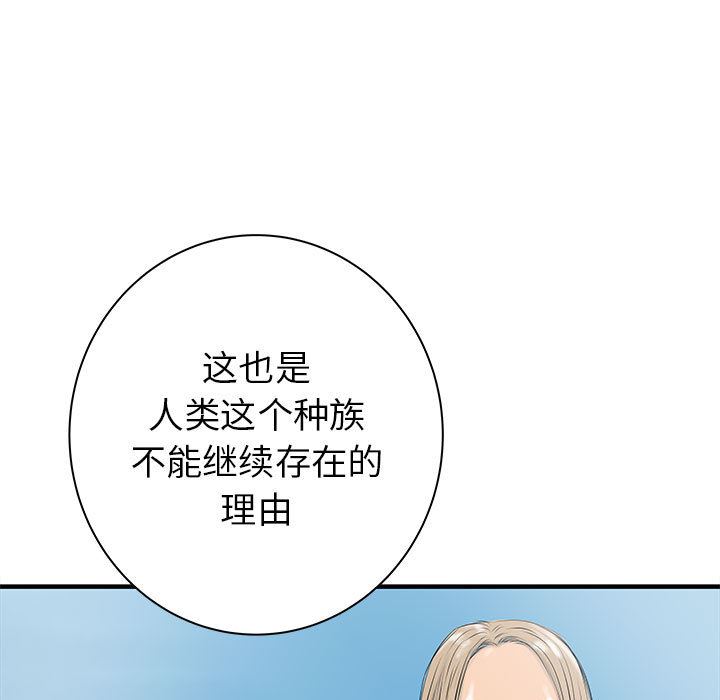 这也是
人类这个种族
不能继续存在的
理由